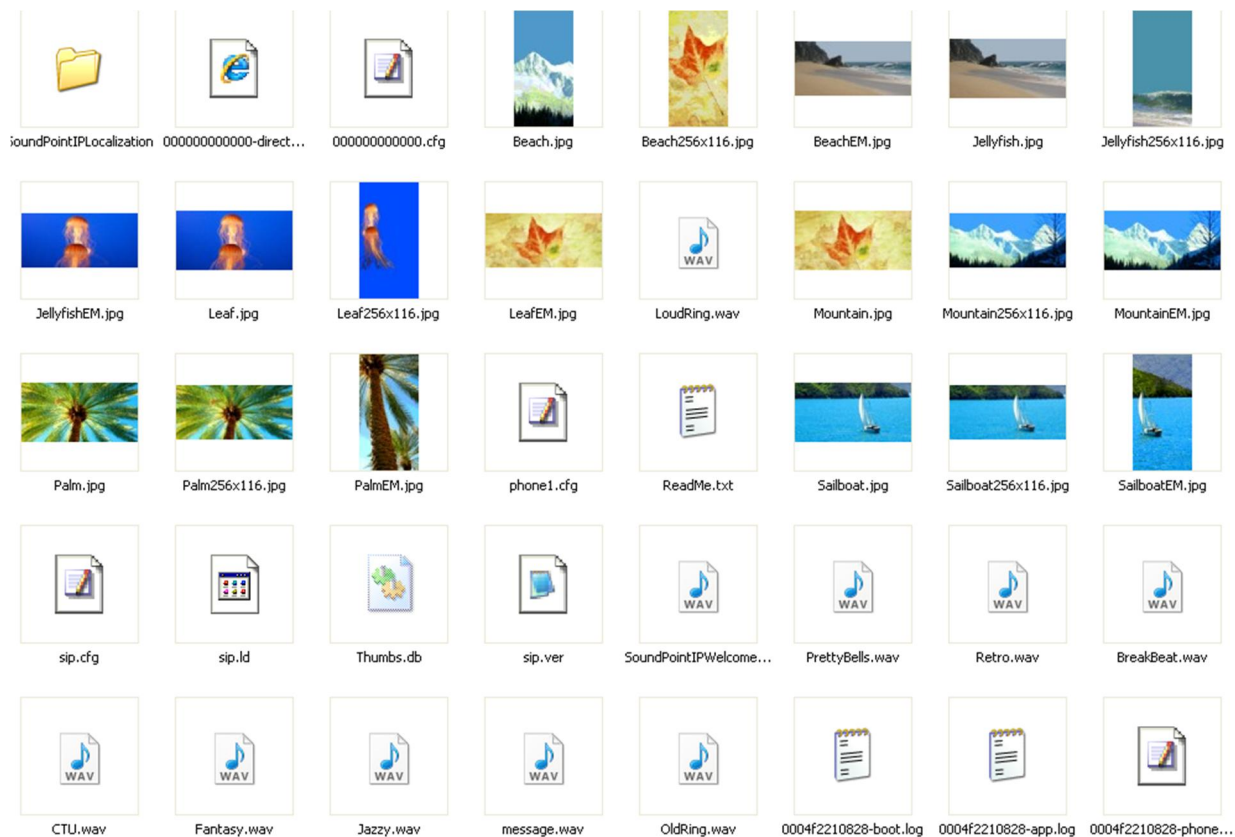 SoundPointIPLocalization 000000000000-direct... 000000000000.cfg Beach.jpg Beach256x116.jpg BeachEM.jpg Jellyfish.jpg Jellyfish256x116.jpg
WAV
JellyfishEM.jpg Leaf.jpg Leaf256x116.jpg LeafEM.jpg LoudRing.wav Mountain.jpg Mountain256x116.jpg MountainEM.jpg
Palm.jpg Palm256x116.jpg PalmEM.jpg phone1.cfg ReadMe.txt Sailboat.jpg Sailboat256x116.jpg SailboatEM.jpg
WAV WAV WAV WAV
sip.cfg sip.ld Thumbs.db sip.ver SoundPointIPWelcome... PrettyBells.wav Retro.wav BreakBeat.wav
WAV WAV WAV WAV WAV
CTU.wav Fantasy.wav Jazzy.wav message.wav OldRing.wav 0004f2210828-boot.log 0004f2210828-app.log 0004f2210828-phone...